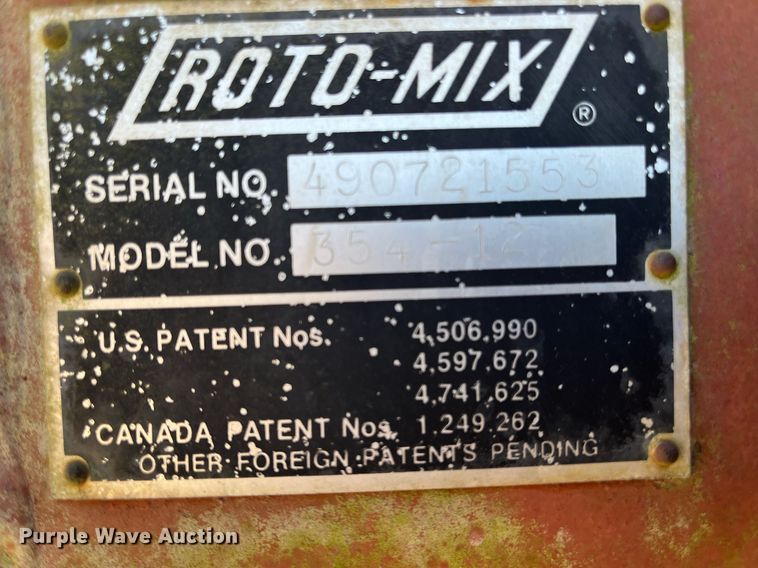 ROTO-MIX ®
SERIAL NO. 490721553
MODEL NO. 354-12
U.S. PATENT Nos. 4,506,990
4,597,672
4,741,625
CANADA PATENT Nos. 1,249,262
OTHER FOREIGN PATENTS PENDING
Purple Wave Auction